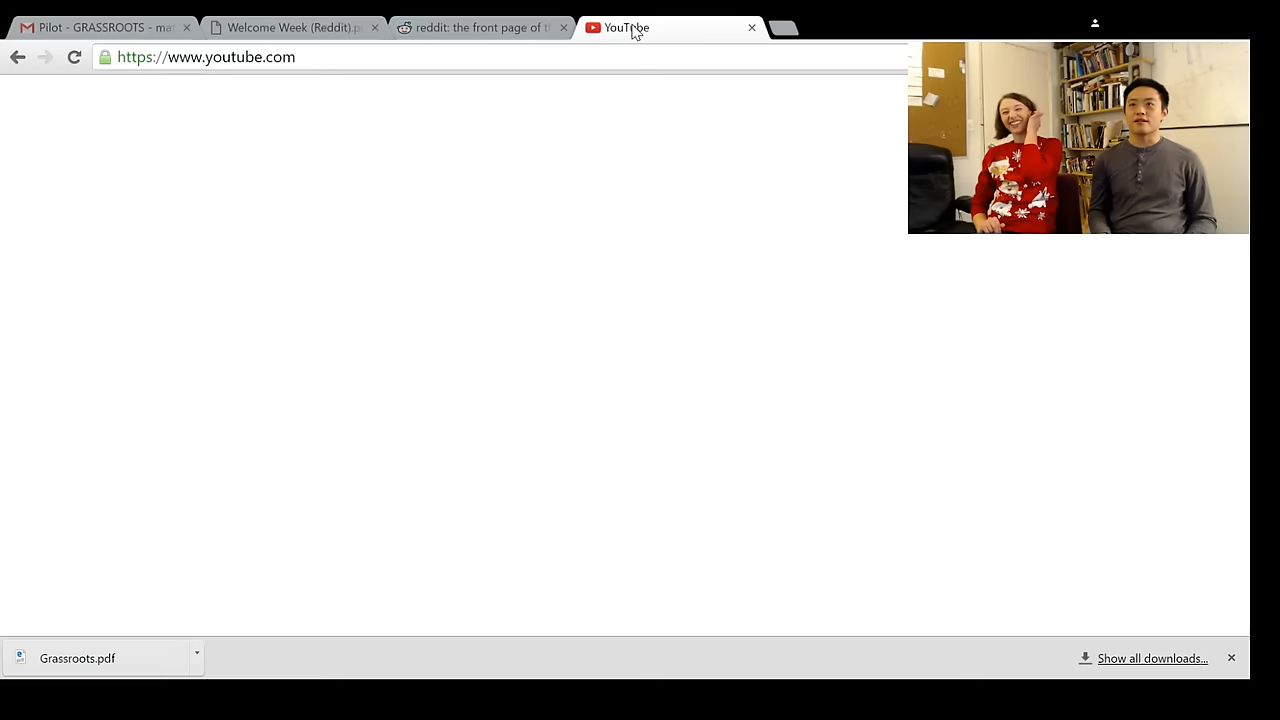 Pilot - GRASSROOTS - ma
Welcome Week (Reddit).p
reddit: the front page of t
YouTube
https://www.youtube.com
Grassroots.pdf
Show all downloads...